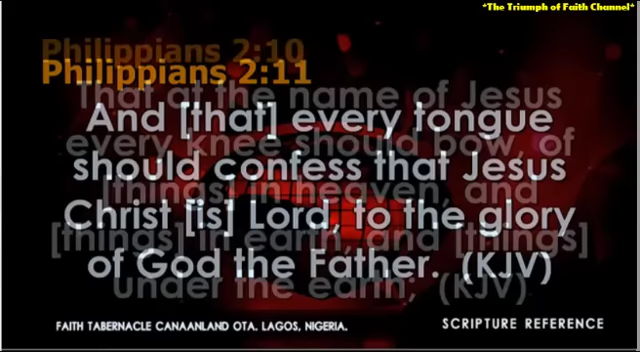 *The Triumph of Faith Channel*
Philippians 2:10
Philippians 2:11
That at the name of Jesus
And [that] every tongue
every knee should bow, of
should confess that Jesus
[things] in heaven, and
Christ [is] Lord, to the glory
[things] in earth, and [things]
of God the Father. (KJV)
under the earth; (KJV)
FAITH TABERNACLE CANAANLAND OTA. LAGOS, NIGERIA.
SCRIPTURE REFERENCE